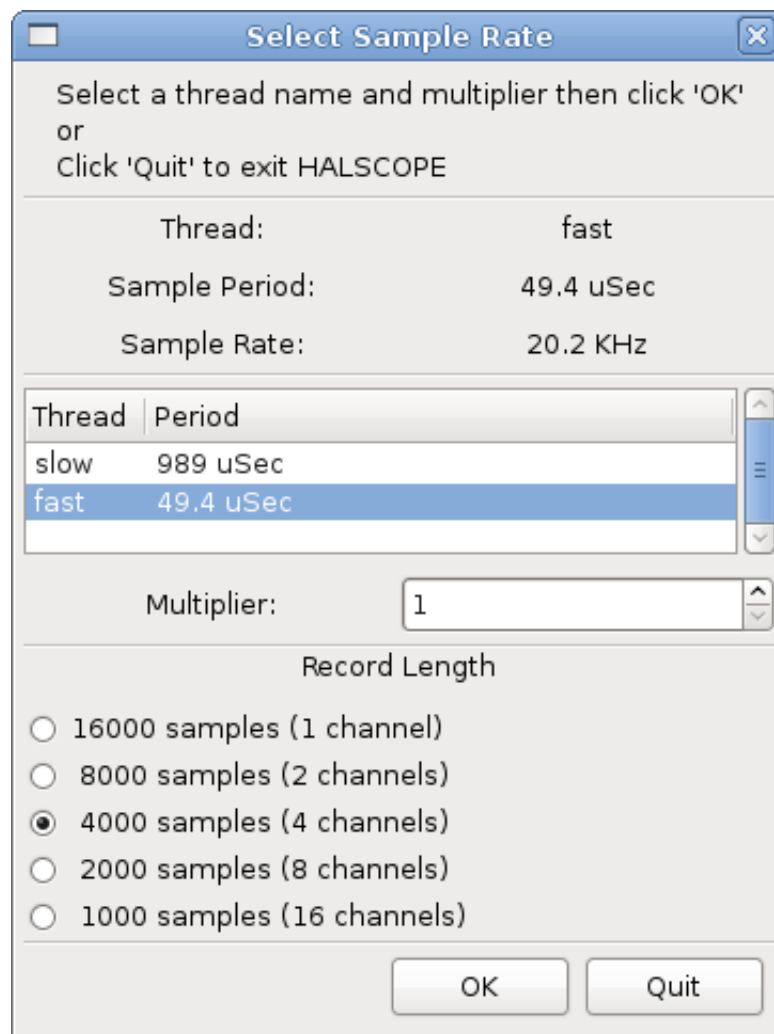 Select Sample Rate
Select a thread name and multiplier then click 'OK'
or
Click 'Quit' to exit HALSCOPE
Thread: fast
Sample Period: 49.4 uSec
Sample Rate: 20.2 KHz
Thread Period
slow 989 uSec
fast 49.4 uSec
Multiplier: 1
Record Length
16000 samples (1 channel)
8000 samples (2 channels)
4000 samples (4 channels)
2000 samples (8 channels)
1000 samples (16 channels)
OK Quit